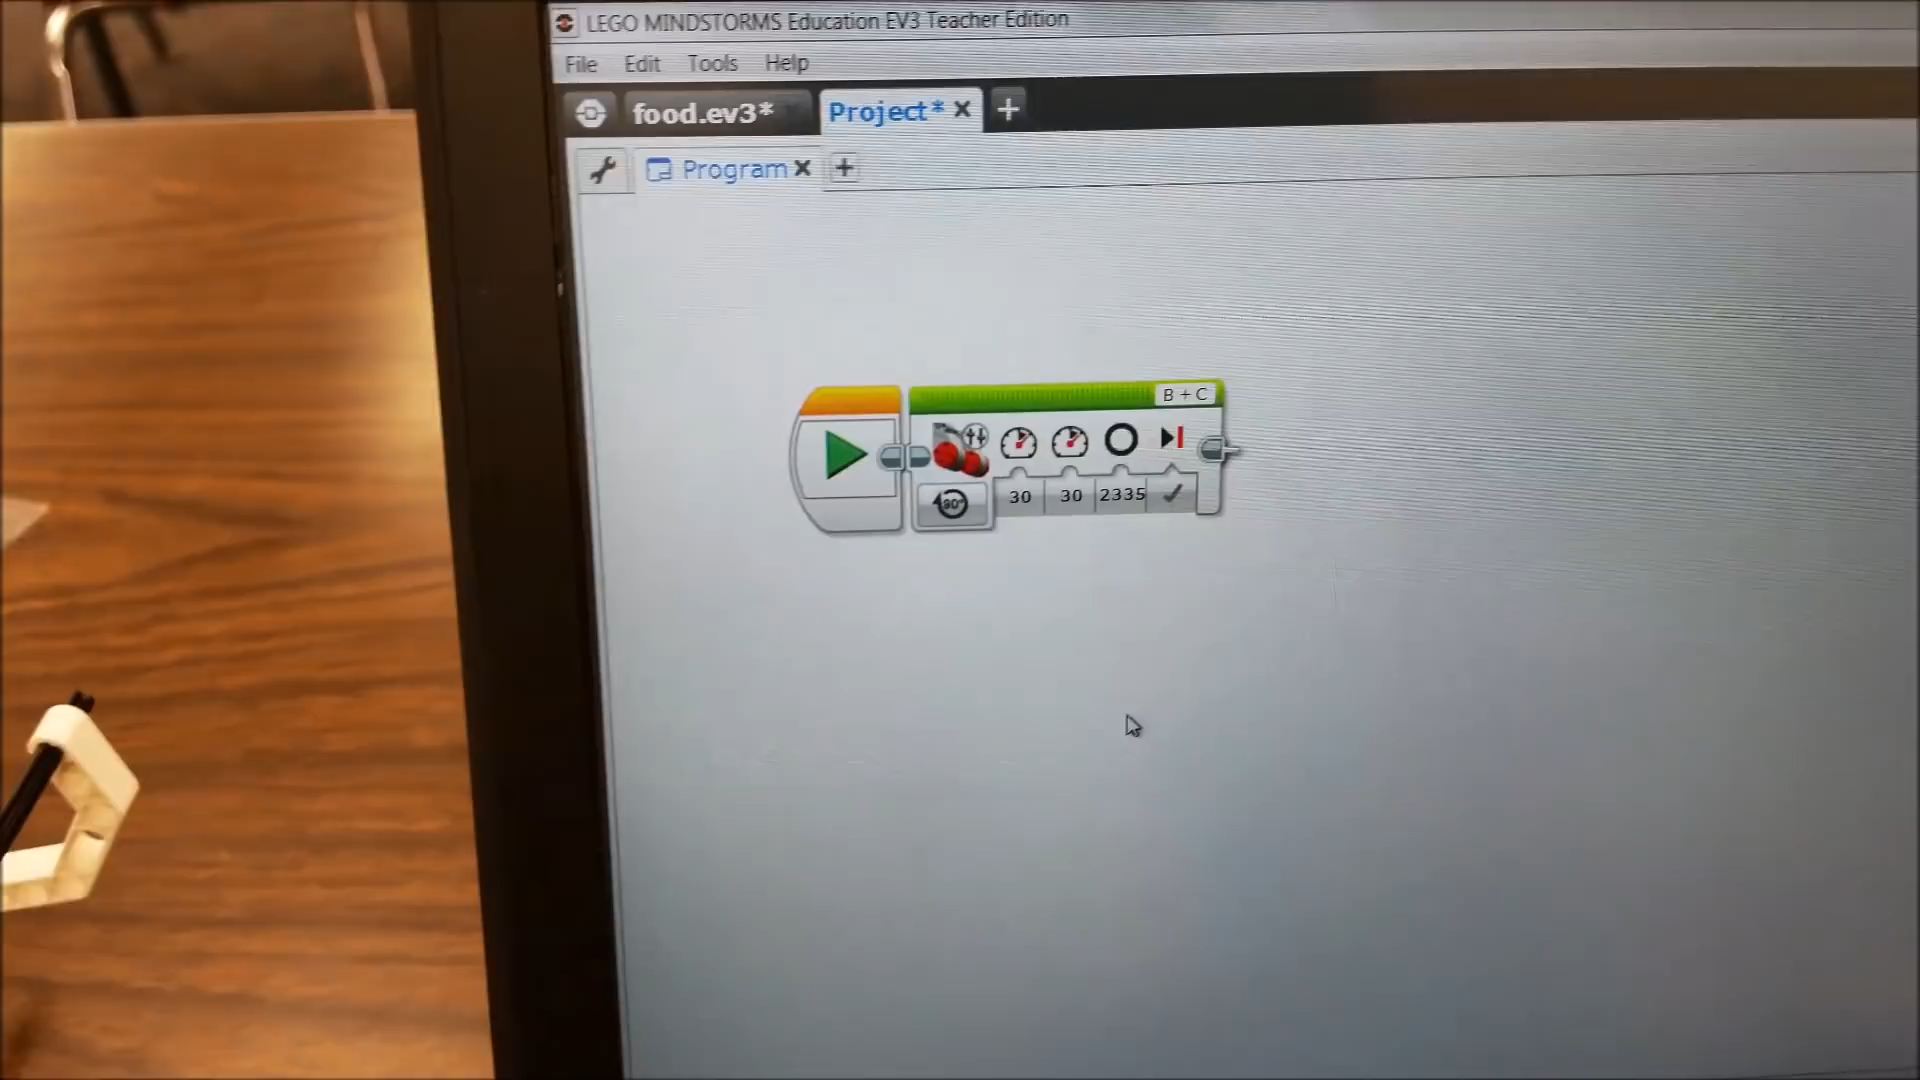 LEGO MINDSTORMS Education EV3 Teacher Edition
File Edit Tools Help
food.ev3* Project*
Program
B + C
30 30 2335